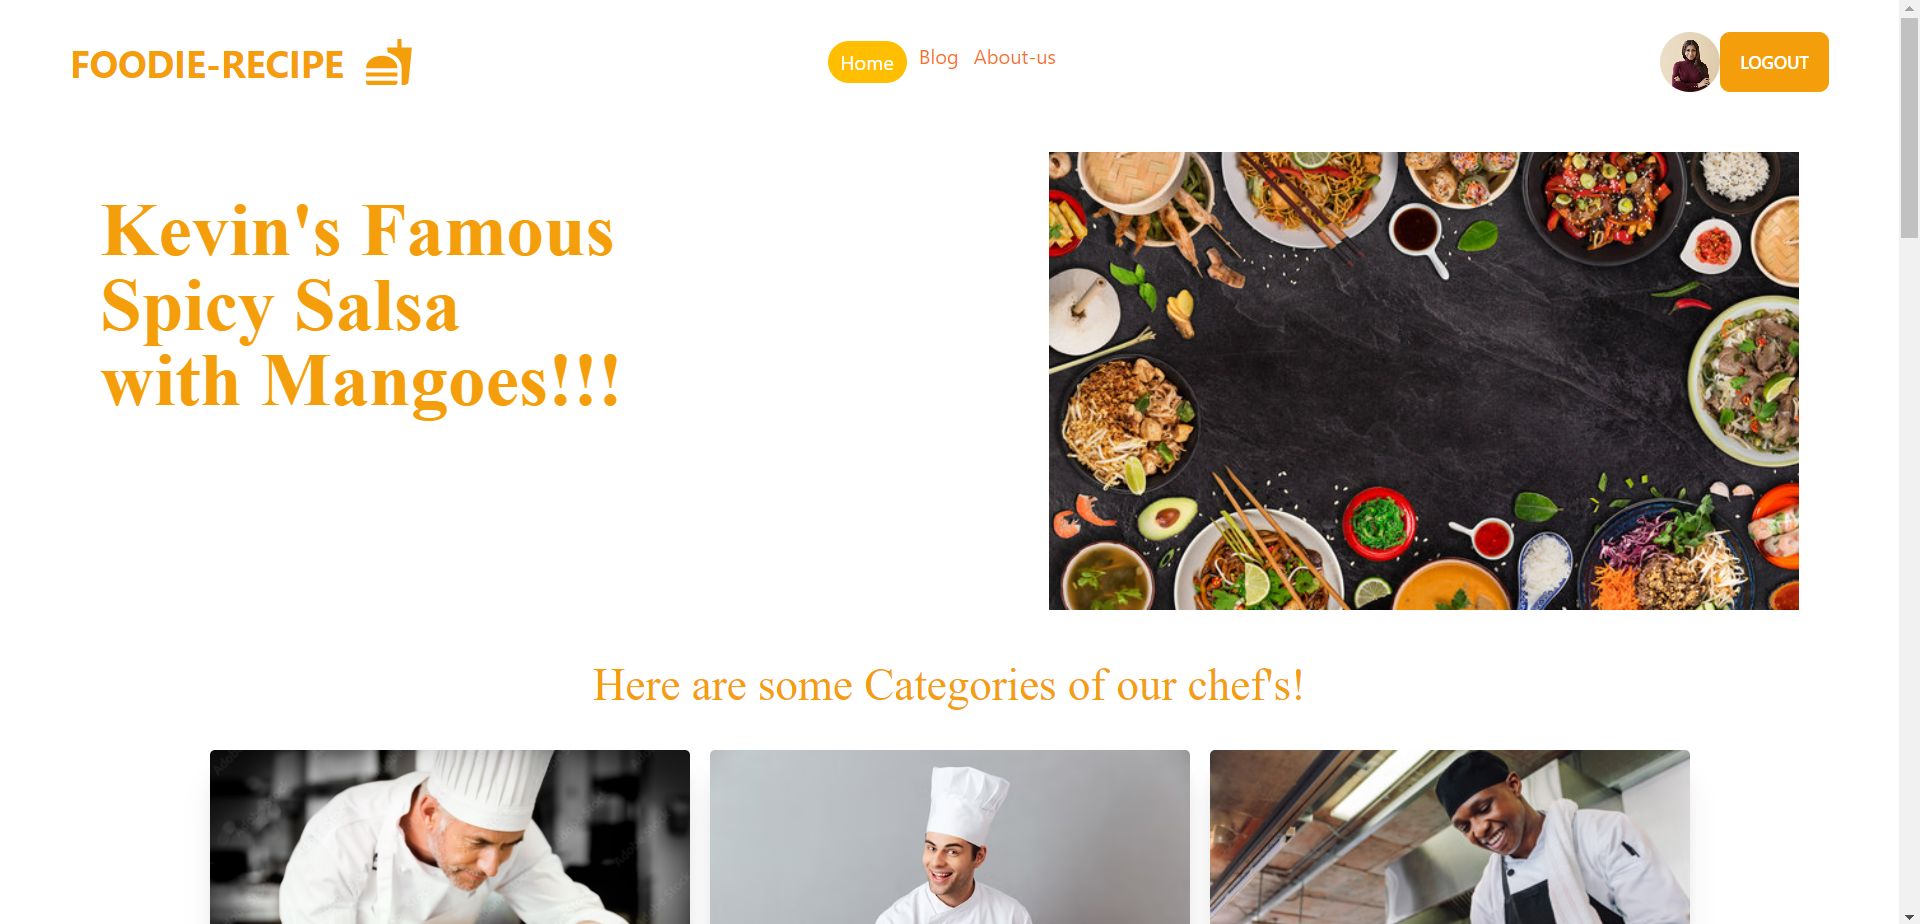 FOODIE-RECIPE
Home
Blog
About-us
LOGOUT
Kevin's Famous
Spicy Salsa
with Mangoes!!!
Here are some Categories of our chef's!